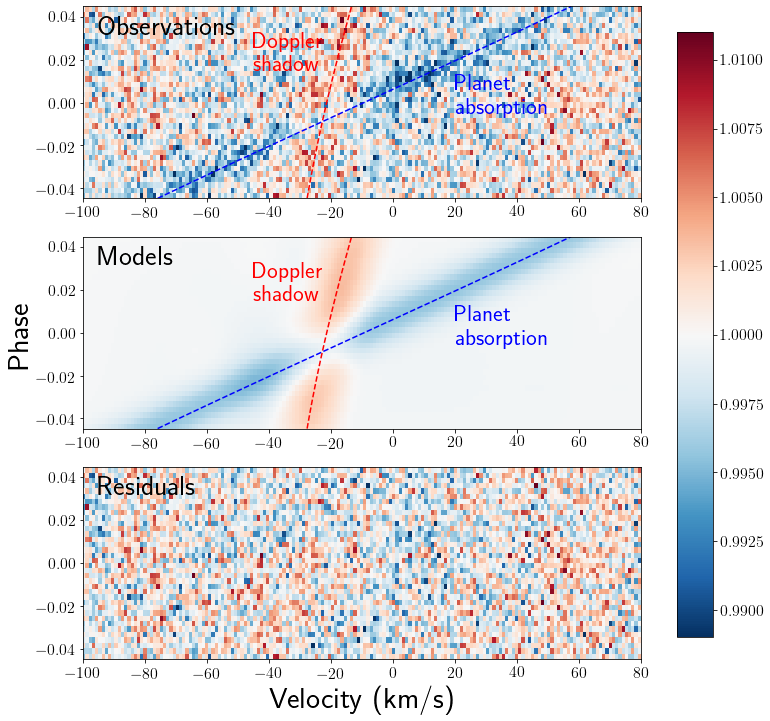 Observations
Doppler
shadow
Planet
absorption
0.04
0.02
0.00
−0.02
−0.04
−100 −80 −60 −40 −20 0 20 40 60 80
Models
Doppler
shadow
Planet
absorption
0.04
0.02
0.00
−0.02
−0.04
−100 −80 −60 −40 −20 0 20 40 60 80
Phase
Residuals
0.04
0.02
0.00
−0.02
−0.04
−100 −80 −60 −40 −20 0 20 40 60 80
Velocity (km/s)
1.0100
1.0075
1.0050
1.0025
1.0000
0.9975
0.9950
0.9925
0.9900